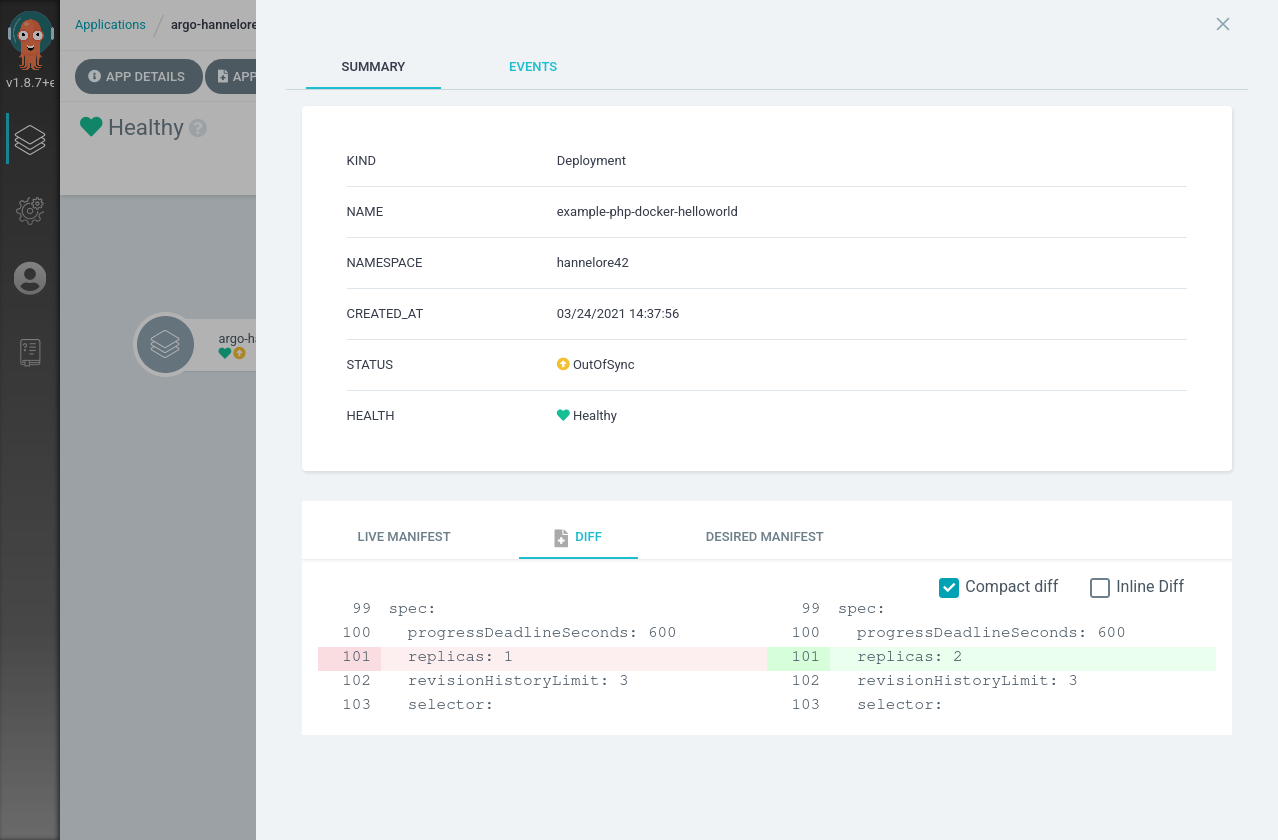 Applications / argo-hannelore
v1.8.7+e
APP DETAILS APP
Healthy
argo-ha
SUMMARY EVENTS
KIND Deployment
NAME example-php-docker-helloworld
NAMESPACE hannelore42
CREATED_AT 03/24/2021 14:37:56
STATUS OutOfSync
HEALTH Healthy
LIVE MANIFEST DIFF DESIRED MANIFEST
Compact diff Inline Diff
99 spec: 99 spec:
100 progressDeadlineSeconds: 600 100 progressDeadlineSeconds: 600
101 replicas: 1 101 replicas: 2
102 revisionHistoryLimit: 3 102 revisionHistoryLimit: 3
103 selector: 103 selector: